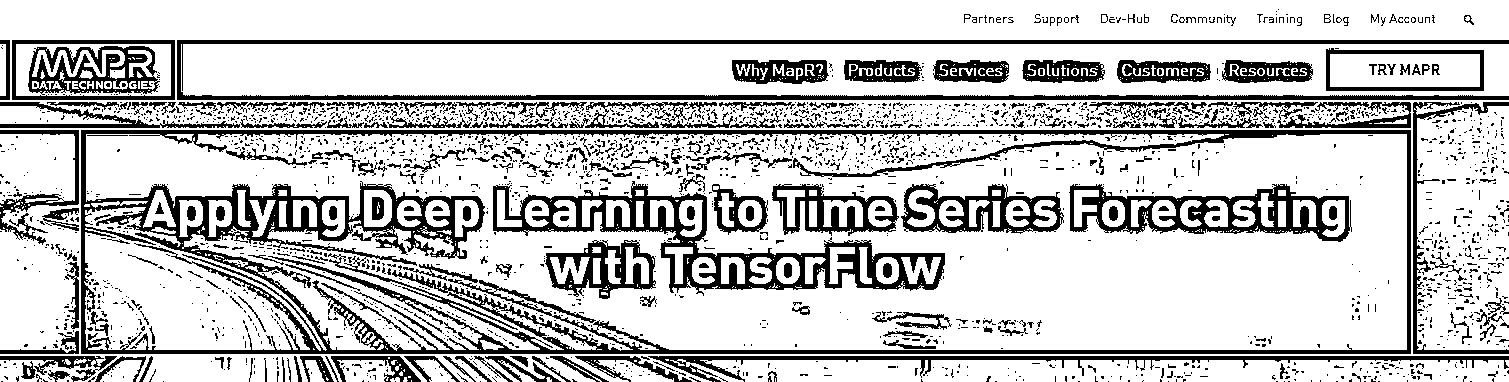 Partners Support Dev-Hub Community Training Blog My Account
MAPR
DATA TECHNOLOGIES
Why MapR? Products Services Solutions Customers Resources TRY MAPR
Applying Deep Learning to Time Series Forecasting
with TensorFlow